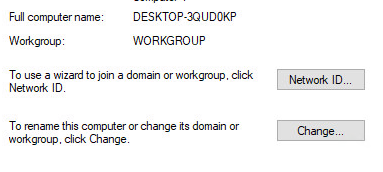 Full computer name: DESKTOP-3QUD0KP
Workgroup: WORKGROUP
To use a wizard to join a domain or workgroup, click
Network ID.
Network ID...
To rename this computer or change its domain or
workgroup, click Change.
Change...